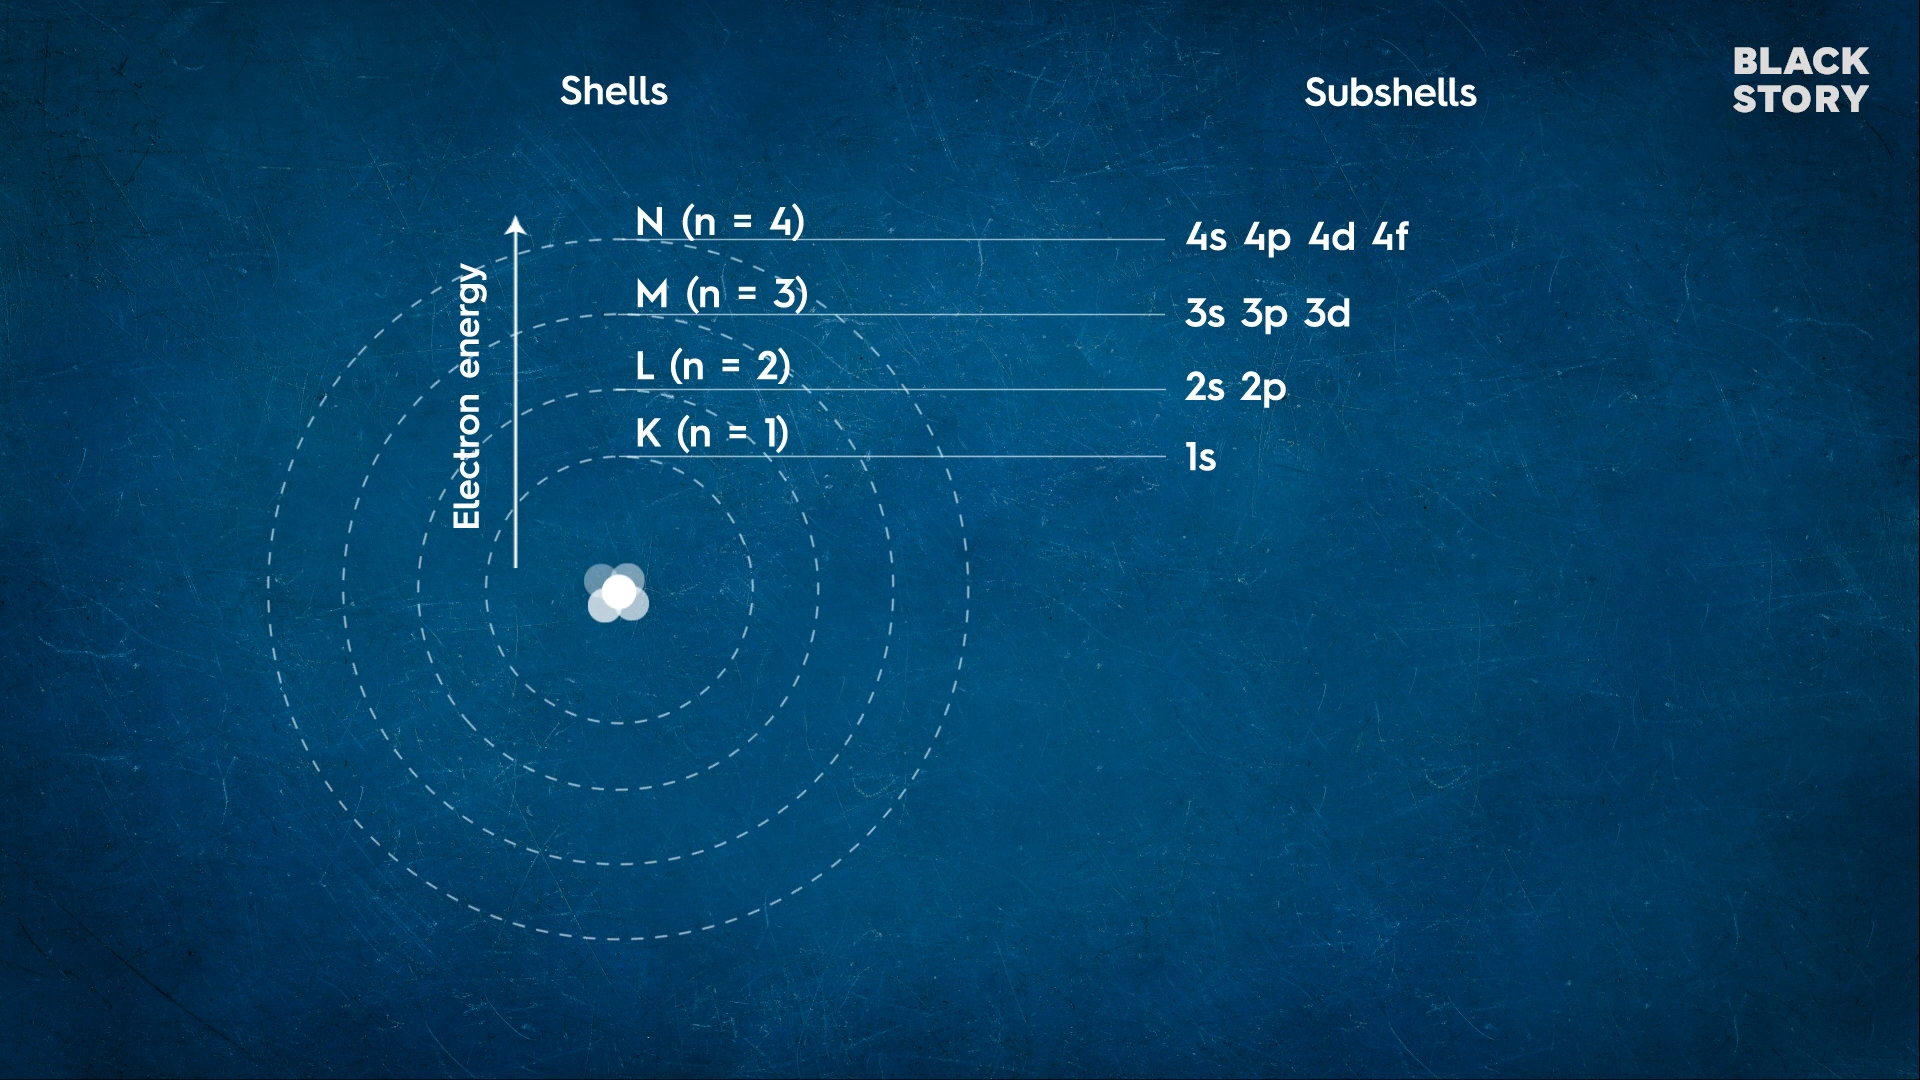 Shells
Subshells
BLACK
STORY
N (n = 4)
4s 4p 4d 4f
M (n = 3)
3s 3p 3d
L (n = 2)
2s 2p
K (n = 1)
1s
Electron energy